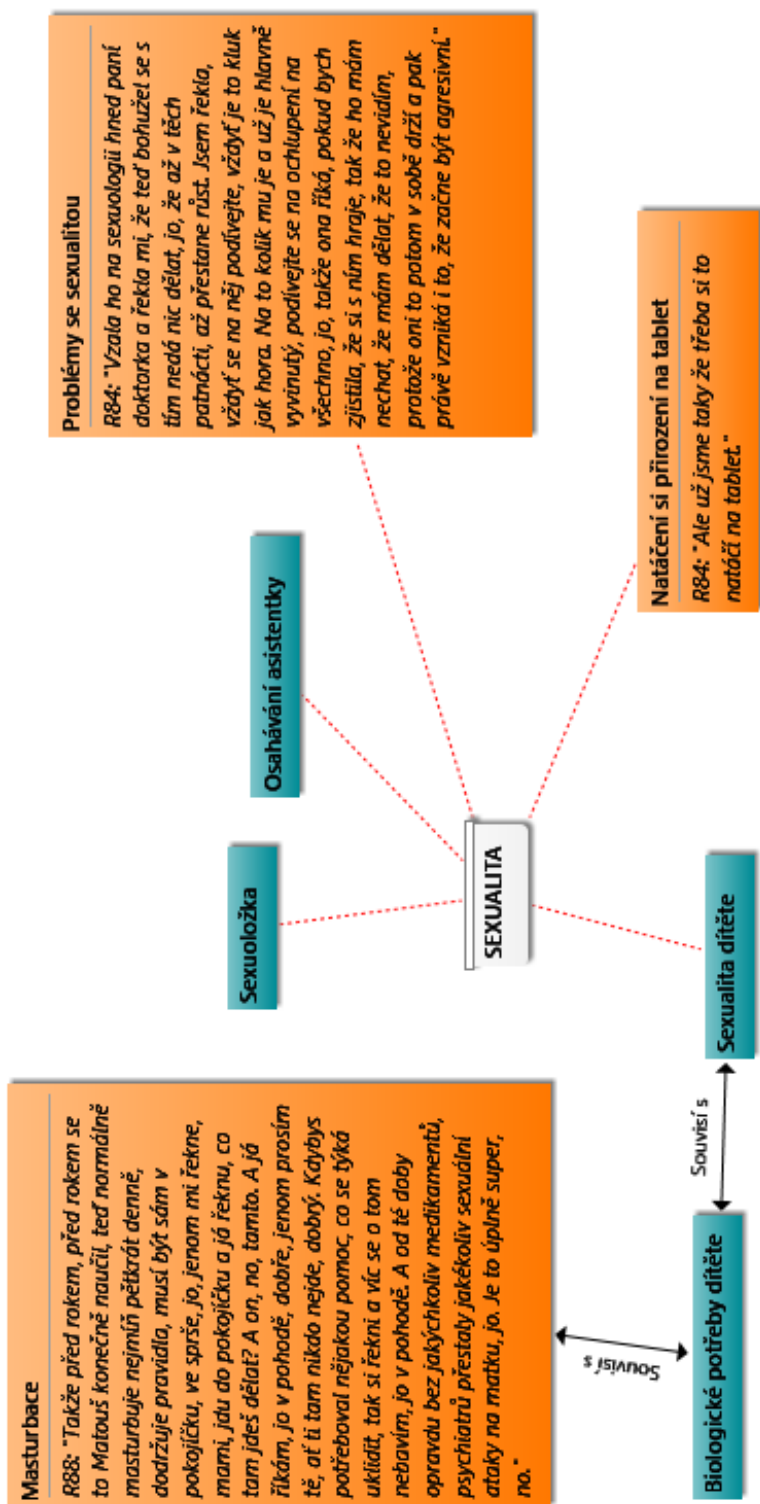 Masturbace
R88: "Takže před rokem, před rokem se
to Matouš konečně naučil, teď normálně
masturbuje nejmíň pětkrát denně,
dodržuje pravidla, musí být sám v
pokojíčku, ve sprše, jo, jenom mi řekne,
mami, jdu do pokojíčku a já řeknu, co
tam jdeš dělat? A on, no, tamto. A já
říkám, jo v pohodě, dobře, jenom prosím
tě, ať ti tam nikdo nejde, dobrý. Kdybys
potřeboval nějakou pomoc, co se týká
uklidit, tak si řekni a víc se o tom
nebavím, jo v pohodě. A od té doby
opravdu bez jakýchkoliv medikamentů,
psychiatrů přestaly jakékoliv sexuální
ataky na matku, jo. Je to úplně super,
no."
Souvisí s
Biologické potřeby dítěte
Souvisí s
Sexualita dítěte
Sexuoložka
SEXUALITA
Osahávání asistentky
Problémy se sexualitou
R84: "Vzala ho na sexuologii hned paní
doktorka a řekla mi, že teď bohužel se s
tím nedá nic dělat, jo, že až v těch
patnácti, až přestane růst. Jsem řekla,
vždyť se na něj podívejte, vždyť je to kluk
jak hora. Na to kolik mu je a už je hlavně
vyvinutý, podívejte se na ochlupení na
všechno, jo, takže ona říká, pokud bych
zjistila, že si s ním hraje, tak že ho mám
nechat, že mám dělat, že to nevidím,
protože oni to potom v sobě drží a pak
právě vzniká i to, že začne být agresivní."
Natáčení si přirození na tablet
R84: "Ale už jsme taky že třeba si to
natáčí na tablet."